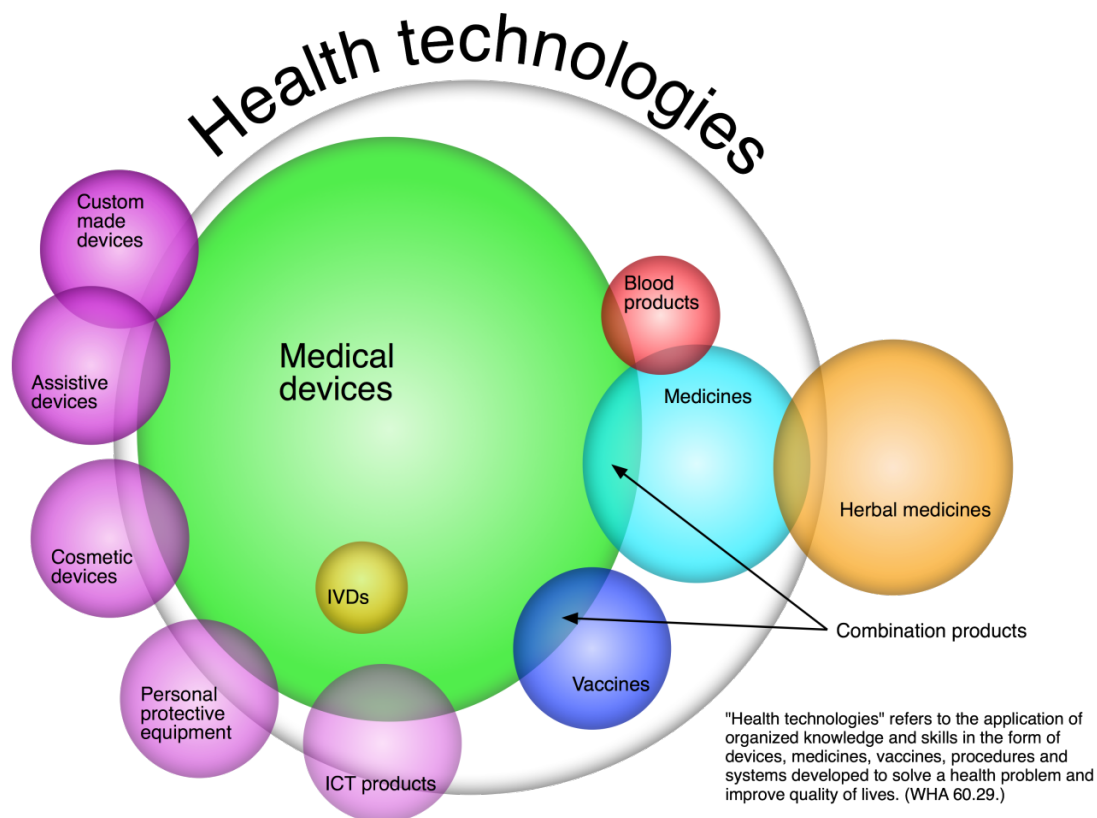 Health technologies
Custom
made
devices
Assistive
devices
Cosmetic
devices
Personal
protective
equipment
ICT products
IVDs
Medical
devices
Blood
products
Medicines
Herbal medicines
Vaccines
Combination products
"Health technologies" refers to the application of
organized knowledge and skills in the form of
devices, medicines, vaccines, procedures and
systems developed to solve a health problem and
improve quality of lives. (WHA 60.29.)